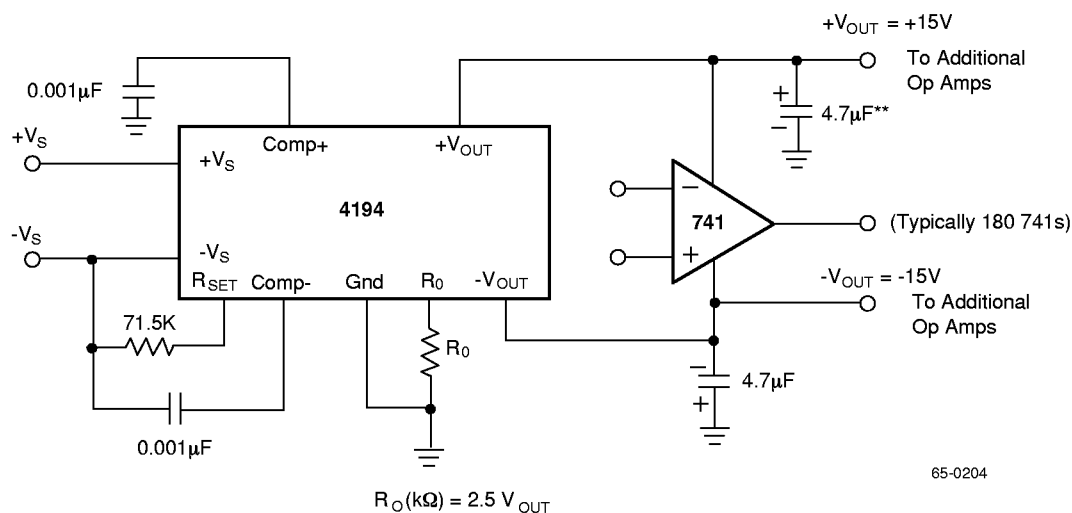 +V_OUT = +15V
To Additional
Op Amps
0.001µF
4.7µF**
+
−
+V_S
Comp+
+V_OUT
+V_S
4194
−
741
+
(Typically 180 741s)
-V_S
-V_S
R_SET
Comp-
Gnd
R_0
-V_OUT
-V_OUT = -15V
To Additional
Op Amps
71.5K
R_0
−
4.7µF
+
0.001µF
65-0204
R_O(kΩ) = 2.5 V_OUT